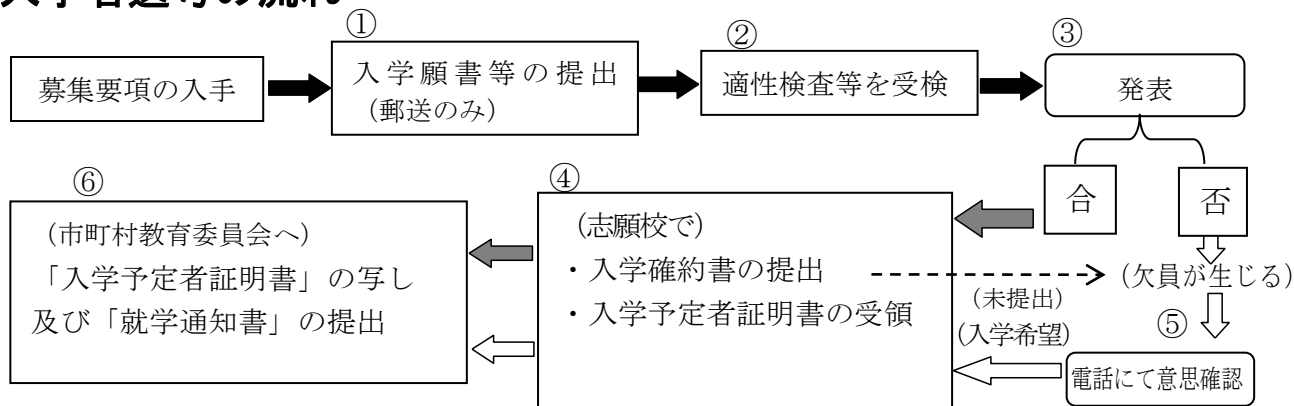 入学者選考の流れ
募集要項の入手
①
入学願書等の提出
（郵送のみ）
②
適性検査等を受検
③
発表
合
否
④
（志願校で）
・入学確約書の提出
・入学予定者証明書の受領
（未提出）
（欠員が生じる）
⑤
電話にて意思確認
（入学希望）
⑥
（市町村教育委員会へ）
「入学予定者証明書」の写し
及び「就学通知書」の提出